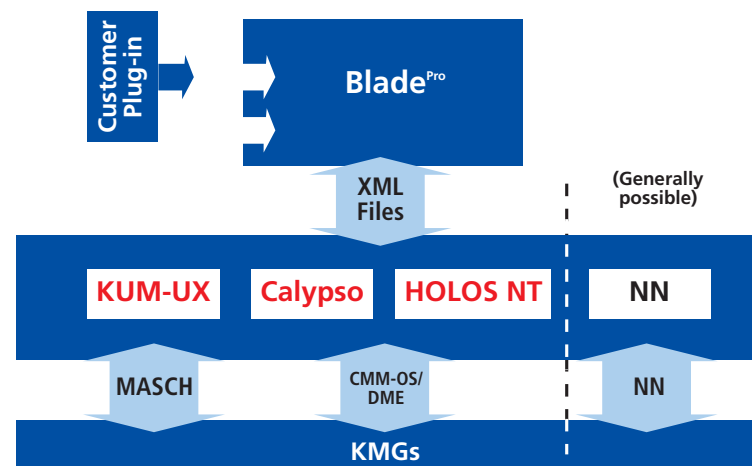 Customer
Plug-in
Blade Pro
XML
Files
(Generally
possible)
KUM-UX
Calypso
HOLOS NT
NN
MASCH
CMM-OS/
DME
NN
KMGs